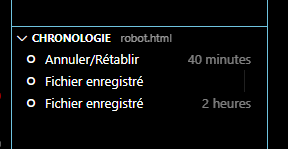 CHRONOLOGIE robot.html
Annuler/Rétablir 40 minutes
Fichier enregistré
Fichier enregistré 2 heures